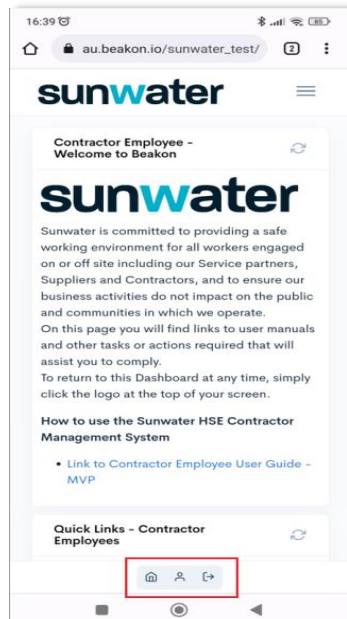 16:39
85
au.beakon.io/sunwater_test/
2
sunwater
Contractor Employee -
Welcome to Beakon
sunwater
Sunwater is committed to providing a safe
working environment for all workers engaged
on or off site including our Service partners,
Suppliers and Contractors, and to ensure our
business activities do not impact on the public
and communities in which we operate.
On this page you will find links to user manuals
and other tasks or actions required that will
assist you to comply.
To return to this Dashboard at any time, simply
click the logo at the top of your screen.
How to use the Sunwater HSE Contractor
Management System
• Link to Contractor Employee User Guide -
MVP
Quick Links - Contractor
Employees